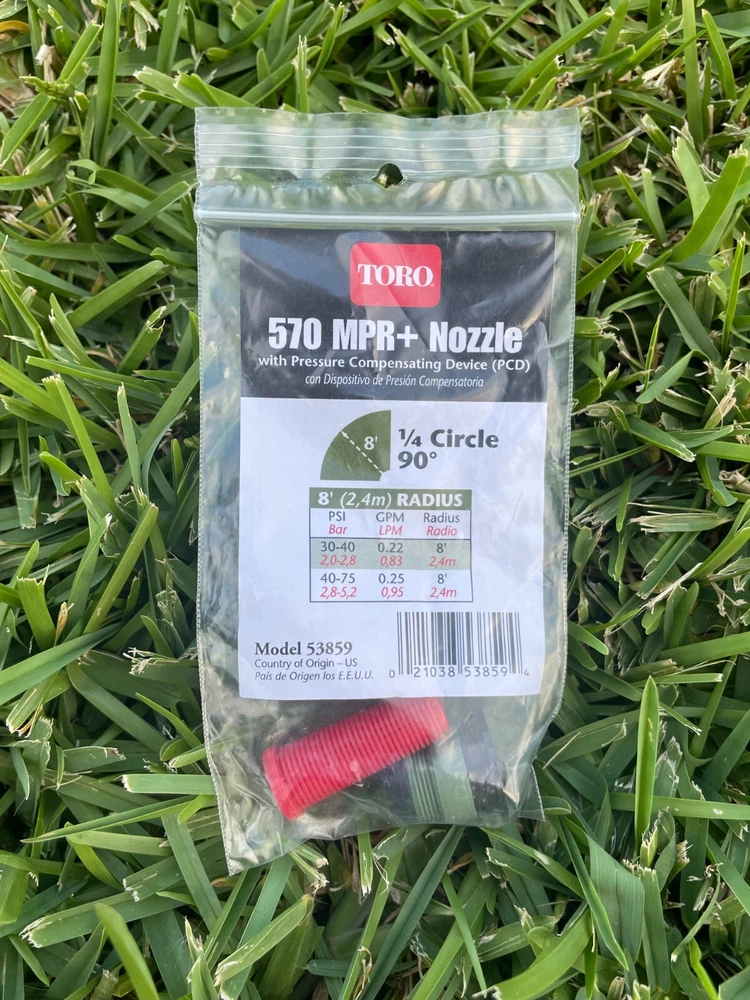 TORO
570 MPR+ Nozzle
with Pressure Compensating Device (PCD)
con Dispositivo de Presión Compensatoria
8'
1/4 Circle
90°
8' (2,4m) RADIUS
PSI GPM Radius
Bar LPM Radio
30-40 0.22 8'
2,0-2,8 0,83 2,4m
40-75 0.25 8'
2,8-5,2 0,95 2,4m
Model 53859
Country of Origin – US
País de Origen los E.E.U.U.
0 21038 53859 4